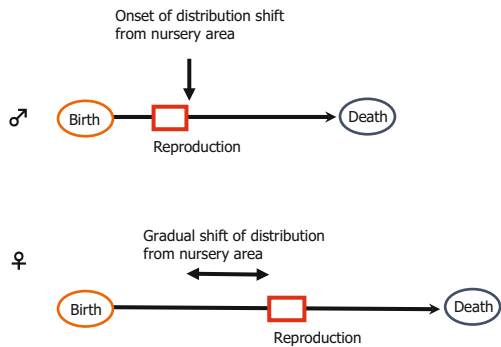 Onset of distribution shift
from nursery area
♂
Birth
Death
Reproduction
Gradual shift of distribution
from nursery area
♀
Birth
Death
Reproduction